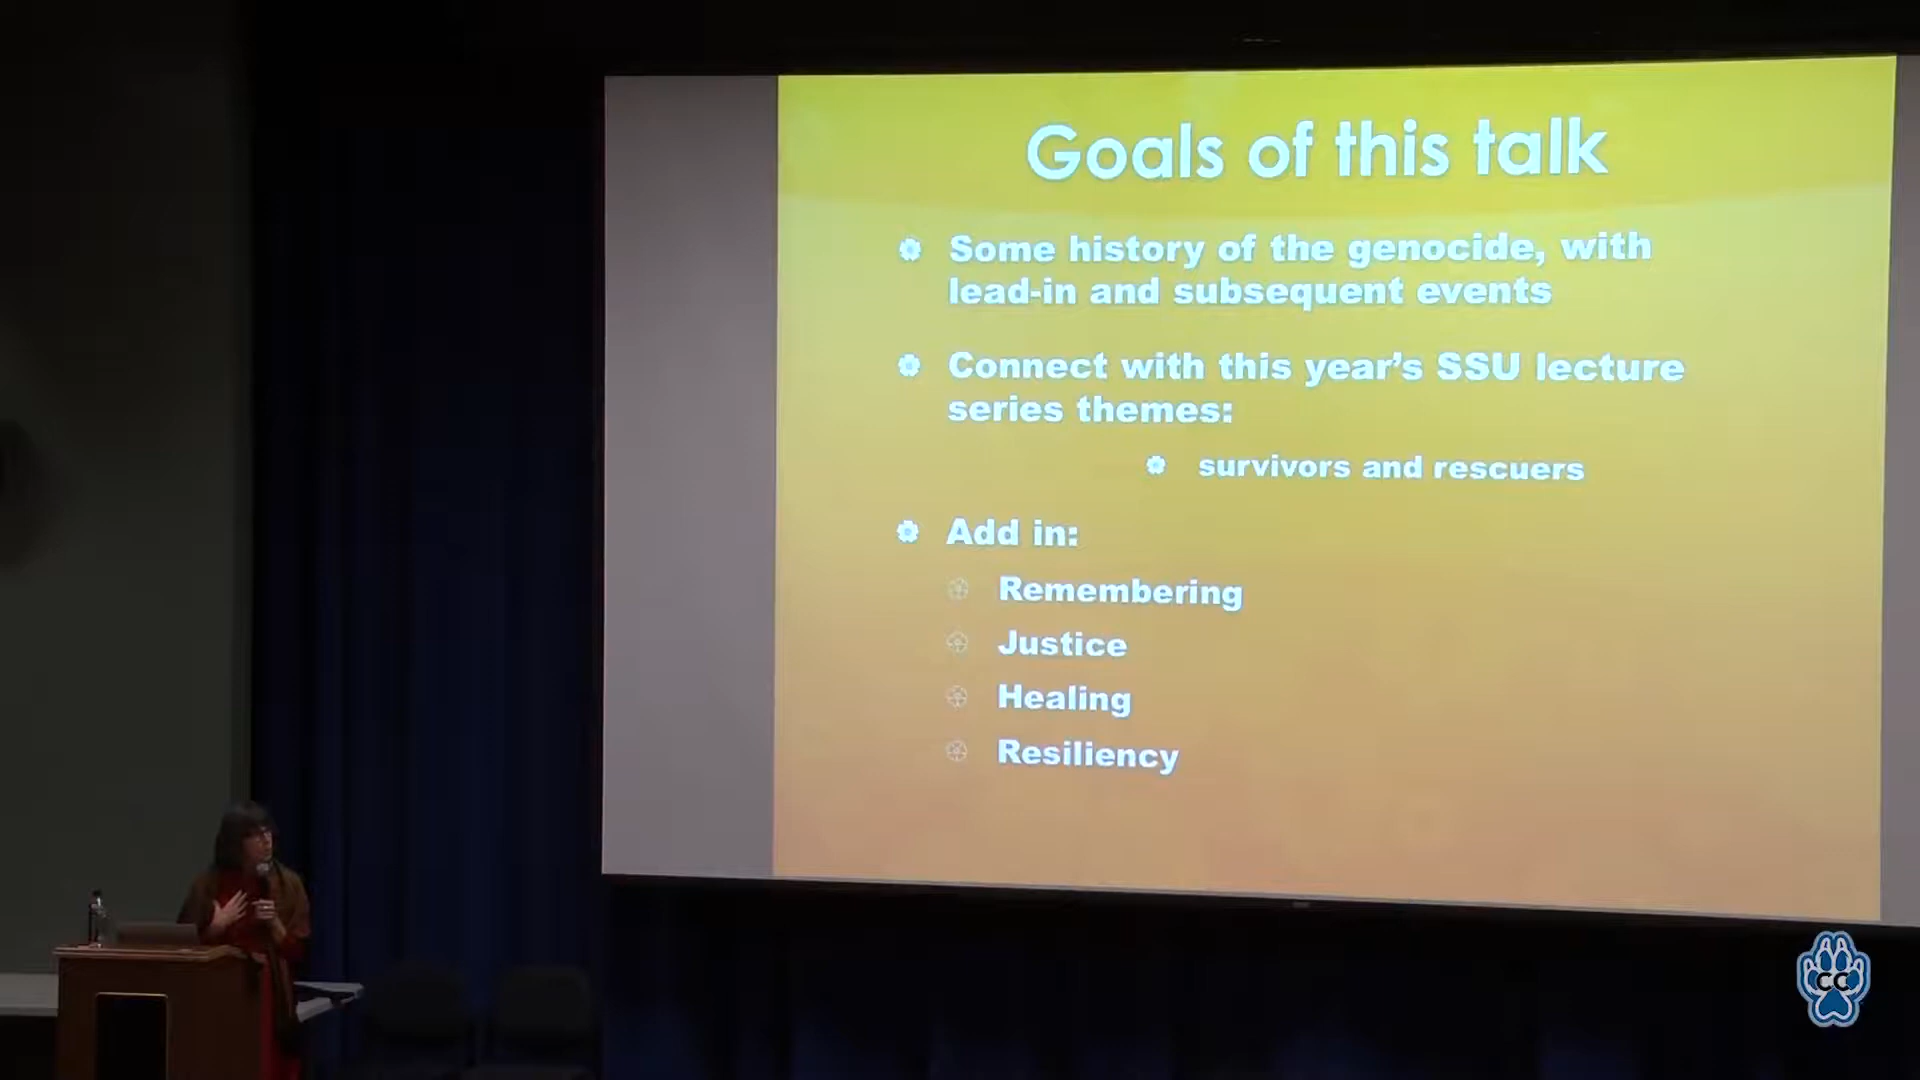 Goals of this talk
Some history of the genocide, with
lead-in and subsequent events
Connect with this year's SSU lecture
series themes:
survivors and rescuers
Add in:
Remembering
Justice
Healing
Resiliency
CC